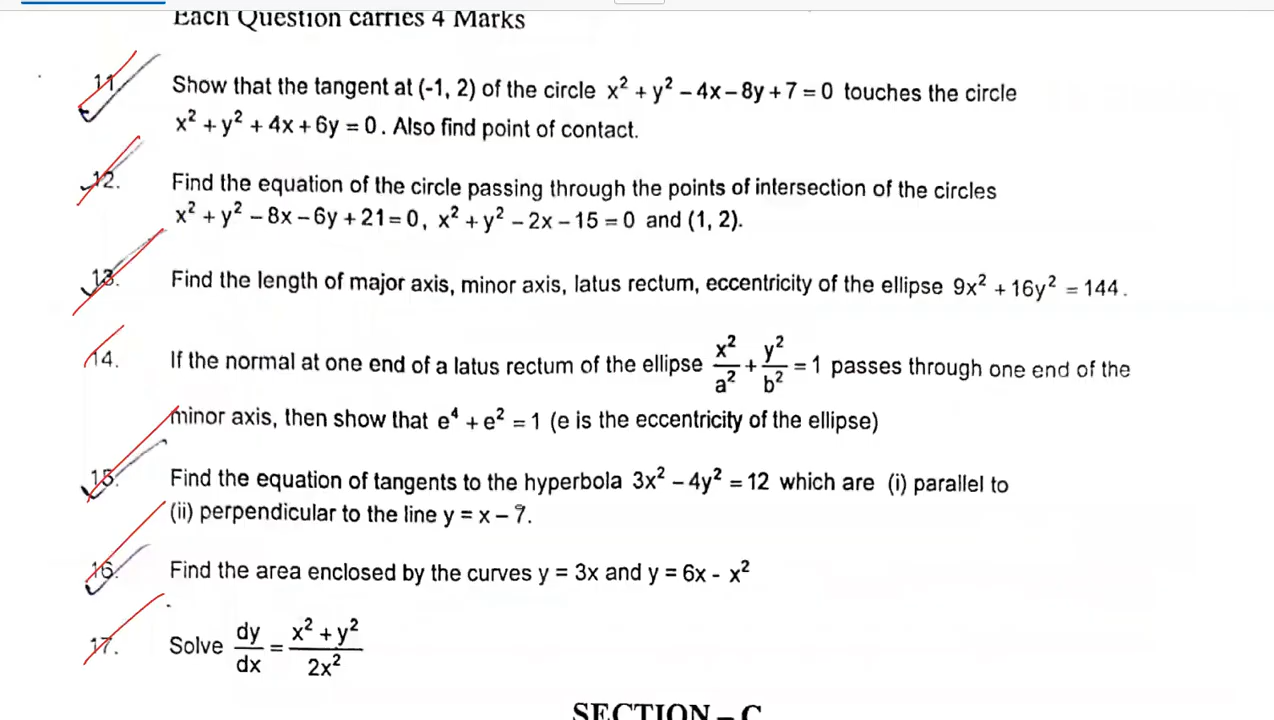 Each Question carries 4 Marks
11. Show that the tangent at (-1, 2) of the circle x² + y² – 4x – 8y + 7 = 0 touches the circle
x² + y² + 4x + 6y = 0. Also find point of contact.
12. Find the equation of the circle passing through the points of intersection of the circles
x² + y² – 8x – 6y + 21 = 0, x² + y² – 2x – 15 = 0 and (1, 2).
13. Find the length of major axis, minor axis, latus rectum, eccentricity of the ellipse 9x² + 16y² = 144.
14. If the normal at one end of a latus rectum of the ellipse x²/a² + y²/b² = 1 passes through one end of the
minor axis, then show that e⁴ + e² = 1 (e is the eccentricity of the ellipse)
15. Find the equation of tangents to the hyperbola 3x² – 4y² = 12 which are (i) parallel to
(ii) perpendicular to the line y = x – 7.
16. Find the area enclosed by the curves y = 3x and y = 6x - x²
17. Solve dy/dx = (x² + y²)/2x²
SECTION – C